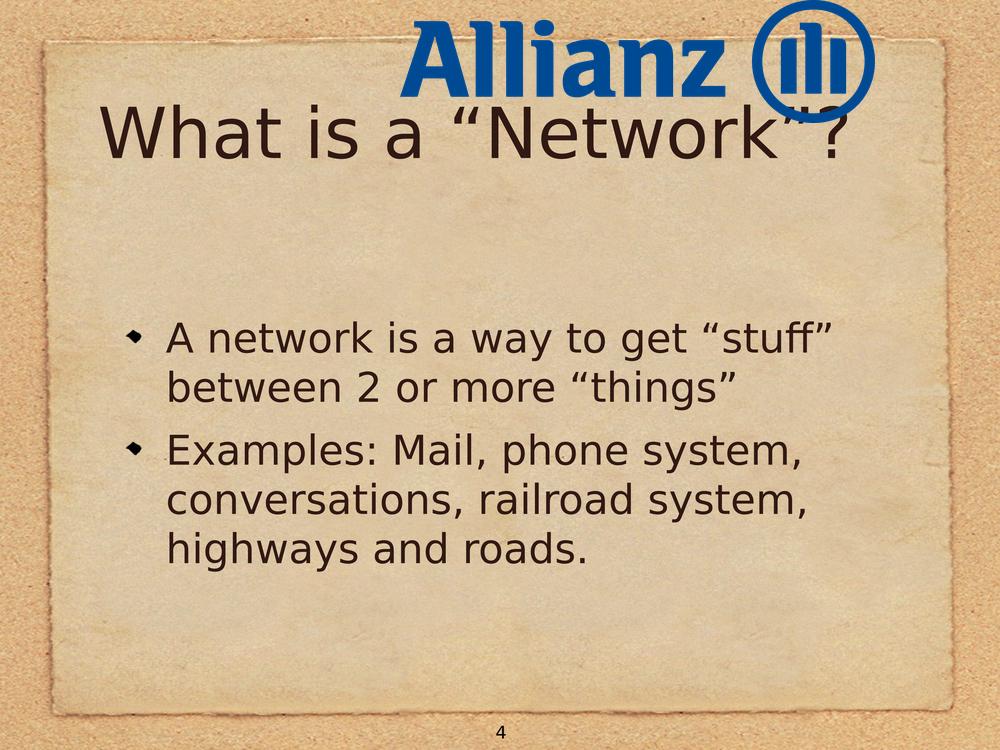 Allianz
What is a “Network”?
A network is a way to get “stuff”
between 2 or more “things”
Examples: Mail, phone system,
conversations, railroad system,
highways and roads.
4